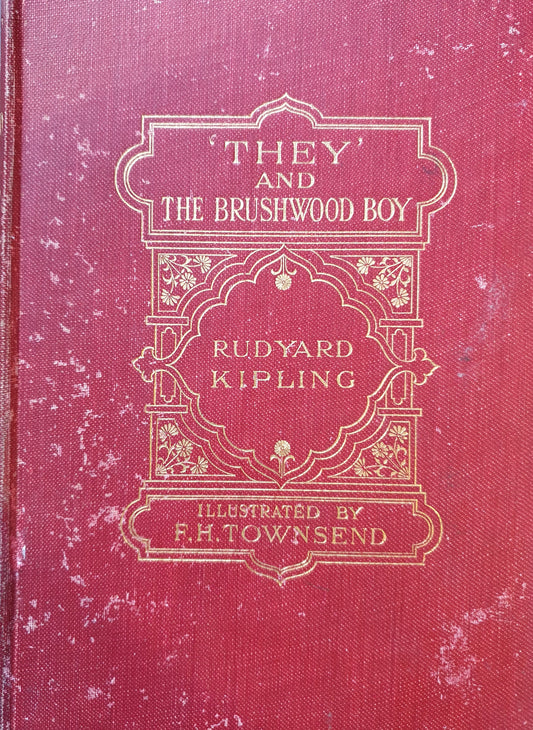 'THEY'
AND
THE BRUSHWOOD BOY
RUDYARD
KIPLING
ILLUSTRATED BY
F.H.TOWNSEND